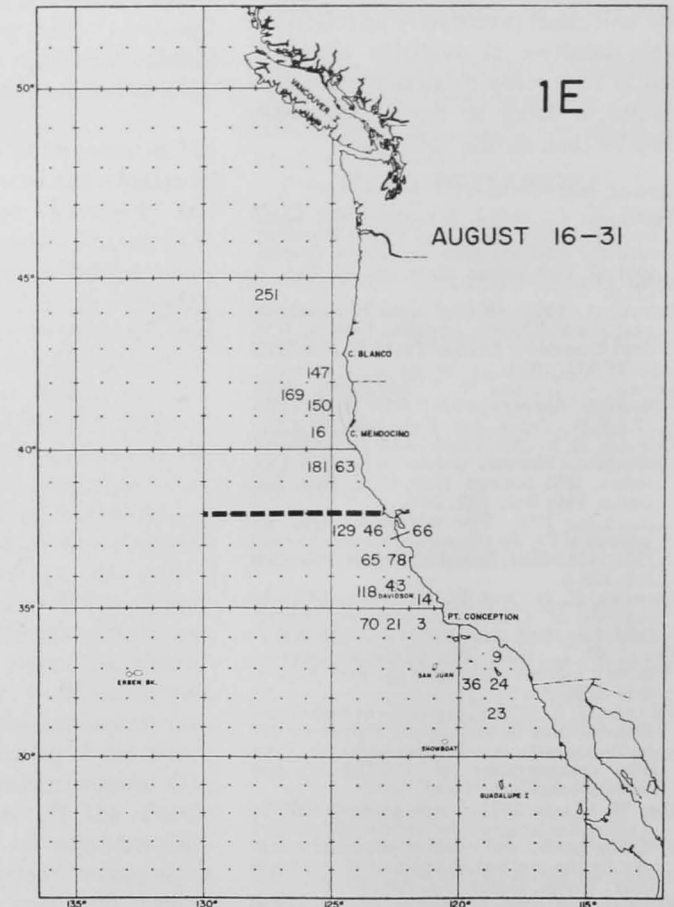 1E
50°
VANCOUVER
AUGUST 16-31
45°
251
C. BLANCO
147
169
150
16
C. MENDOCINO
40°
181 63
129 46 66
65 78
43
118
DAVIDSON
14
35°
PT. CONCEPTION
70 21 3
9
SAN JUAN
ERBEN BK.
36 24
23
SHOWBOAT
30°
GUADALUPE I
135° 130° 125° 120° 115°